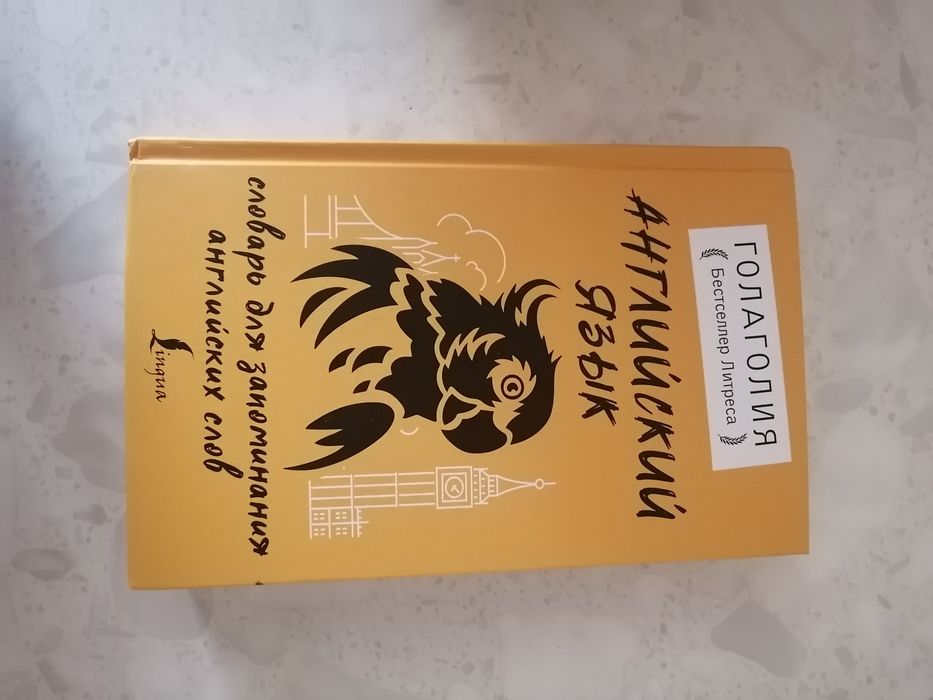 ГОЛАГОЛИЯ
Бестселлер Литреса
АНГЛИЙСКИЙ
ЯЗЫК
словарь для запоминания
английских слов
Lingua